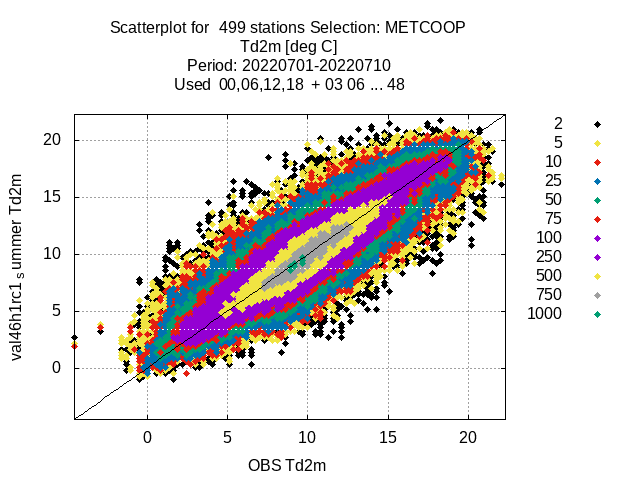 Scatterplot for  499 stations Selection: METCOOP
Td2m [deg C]
Period: 20220701-20220710
Used  00,06,12,18  + 03 06 ... 48
val46h1rc1 s ummer Td2m
20
15
10
5
0
0 5 10 15 20
OBS Td2m
2
5
10
25
50
75
100
250
500
750
1000